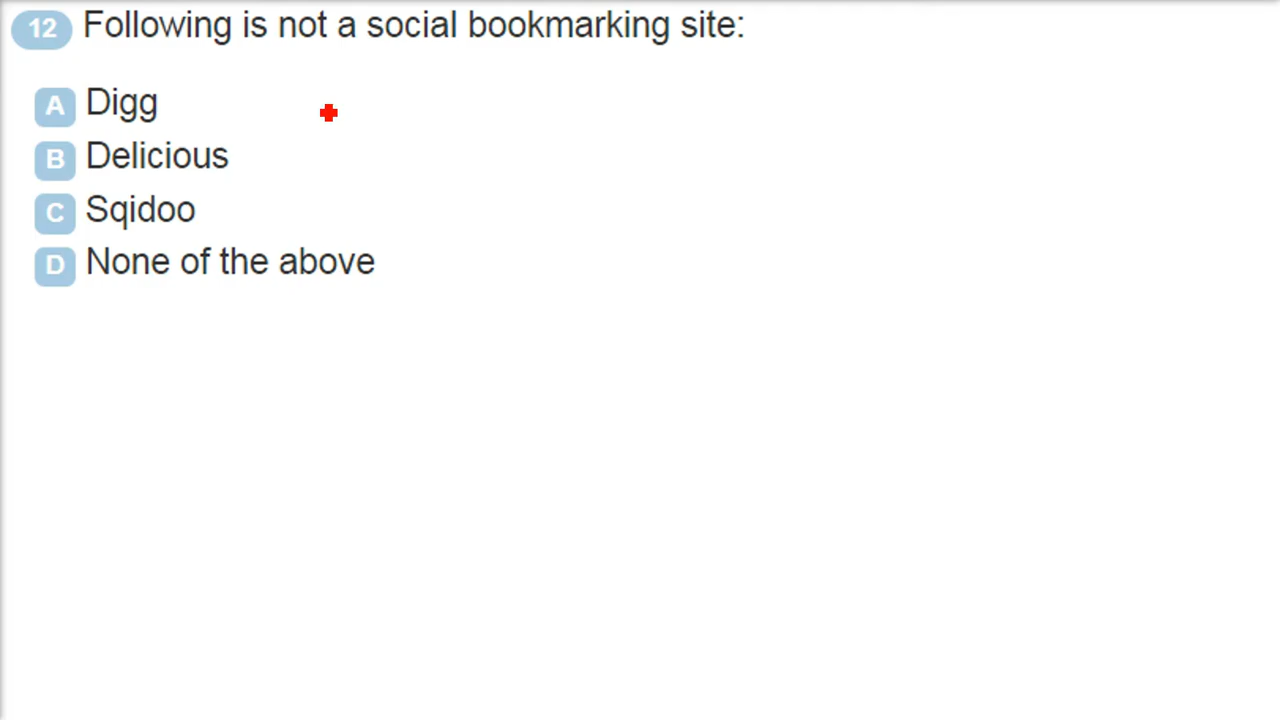 12 Following is not a social bookmarking site:
A Digg
B Delicious
C Sqidoo
D None of the above